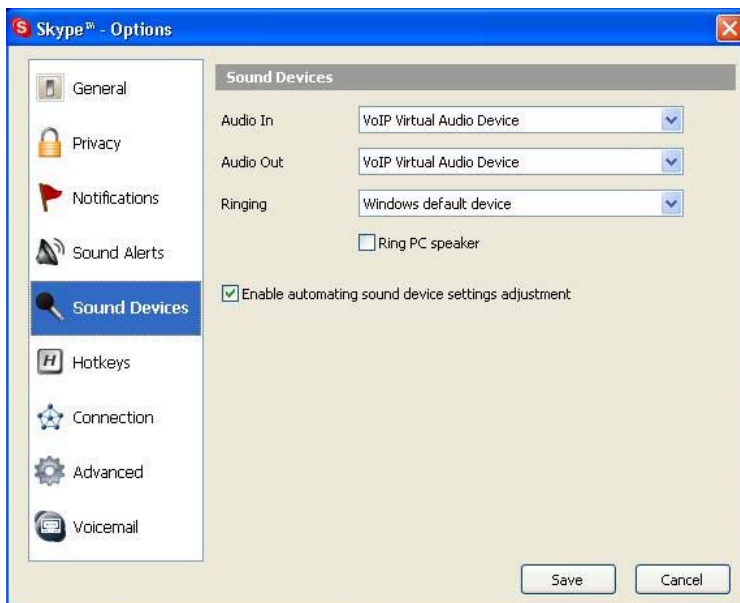 Skype™ - Options
General
Privacy
Notifications
Sound Alerts
Sound Devices
Hotkeys
Connection
Advanced
Voicemail
Sound Devices
Audio In VoIP Virtual Audio Device
Audio Out VoIP Virtual Audio Device
Ringing Windows default device
Ring PC speaker
Enable automating sound device settings adjustment
Save Cancel